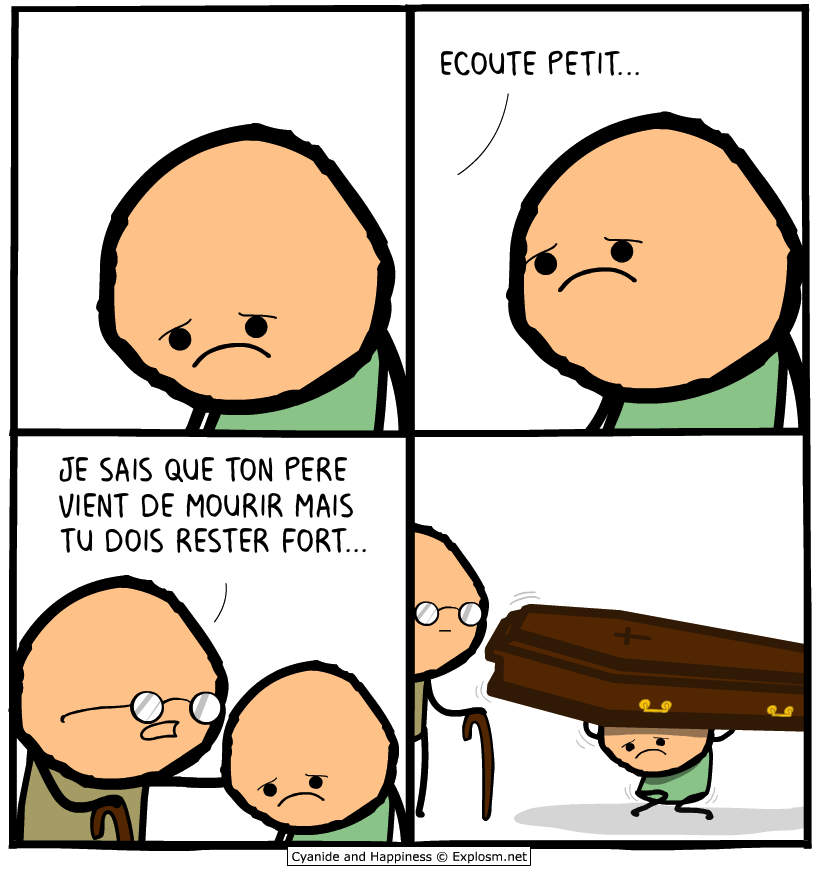 ECOUTE PETIT...
JE SAIS QUE TON PERE
VIENT DE MOURIR MAIS
TU DOIS RESTER FORT...
Cyanide and Happiness © Explosm.net